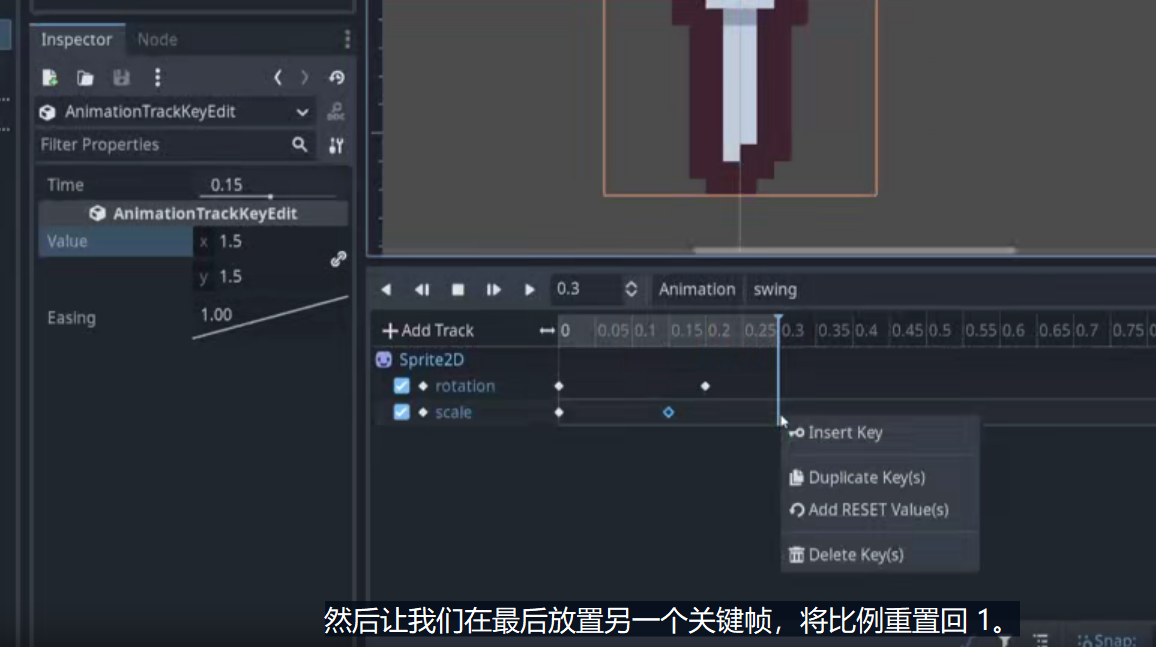 Inspector Node
AnimationTrackKeyEdit
Filter Properties
Time 0.15
AnimationTrackKeyEdit
Value x 1.5
y 1.5
Easing 1.00
0.3 Animation swing
Add Track 0 0.05 0.1 0.15 0.2 0.25 0.3 0.35 0.4 0.45 0.5 0.55 0.6 0.65 0.7 0.75
Sprite2D
rotation
scale
Insert Key
Duplicate Key(s)
Add RESET Value(s)
Delete Key(s)
然后让我们在最后放置另一个关键帧，将比例重置回 1。
Snap: